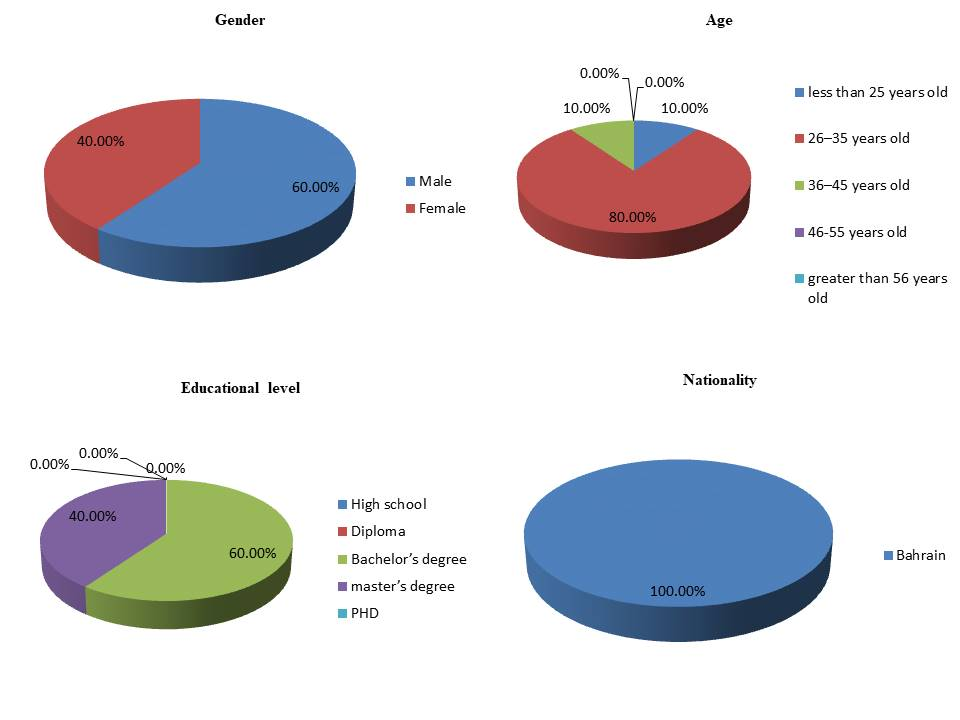 Gender
40.00%
60.00%
Male
Female
Age
0.00%
0.00%
10.00%
10.00%
80.00%
less than 25 years old
26–35 years old
36–45 years old
46-55 years old
greater than 56 years
old
Educational level
0.00%
0.00%
0.00%
40.00%
60.00%
High school
Diploma
Bachelor’s degree
master’s degree
PHD
Nationality
100.00%
Bahrain